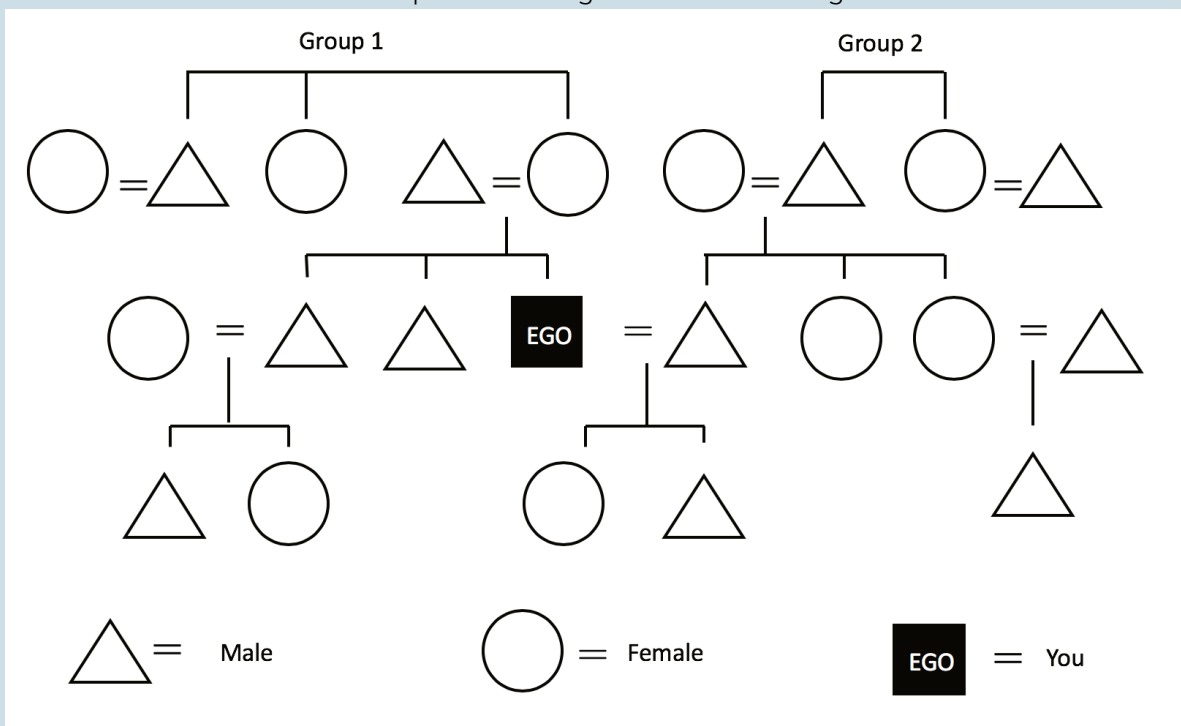 Group 1
Group 2
EGO
= Male
= Female
EGO = You